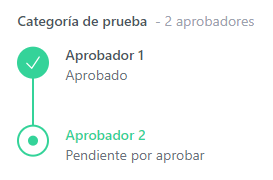 Categoría de prueba - 2 aprobadores
Aprobador 1
Aprobado
Aprobador 2
Pendiente por aprobar